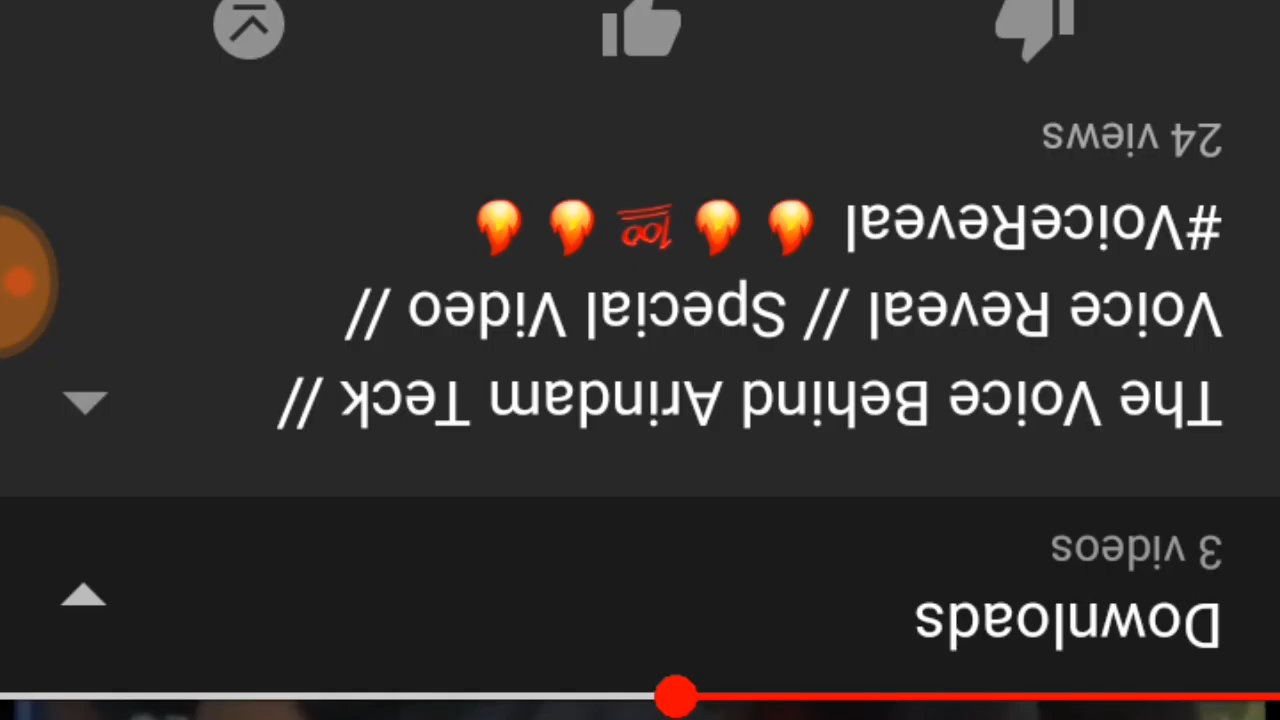 Downloads
3 videos
The Voice Behind Arindam Teck //
Voice Reveal // Special Video //
#VoiceReveal 🔥🔥💯🔥🔥
24 views